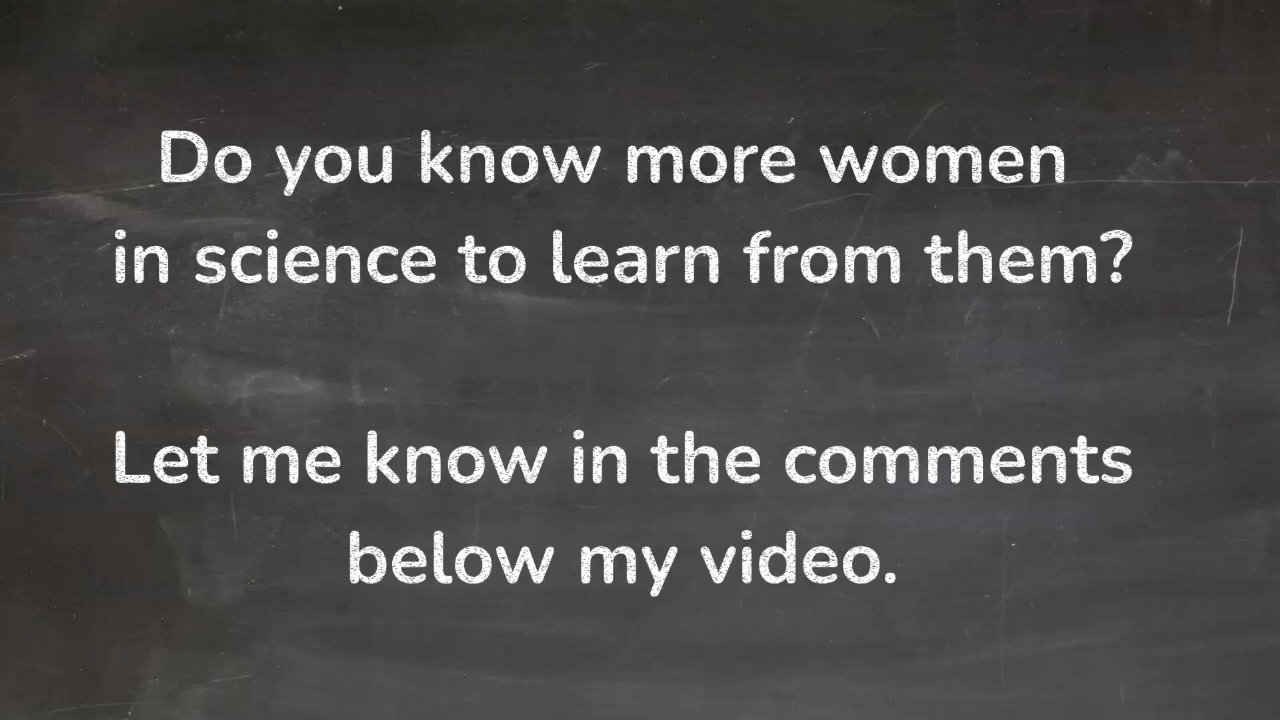 Do you know more women
in science to learn from them?
Let me know in the comments
below my video.